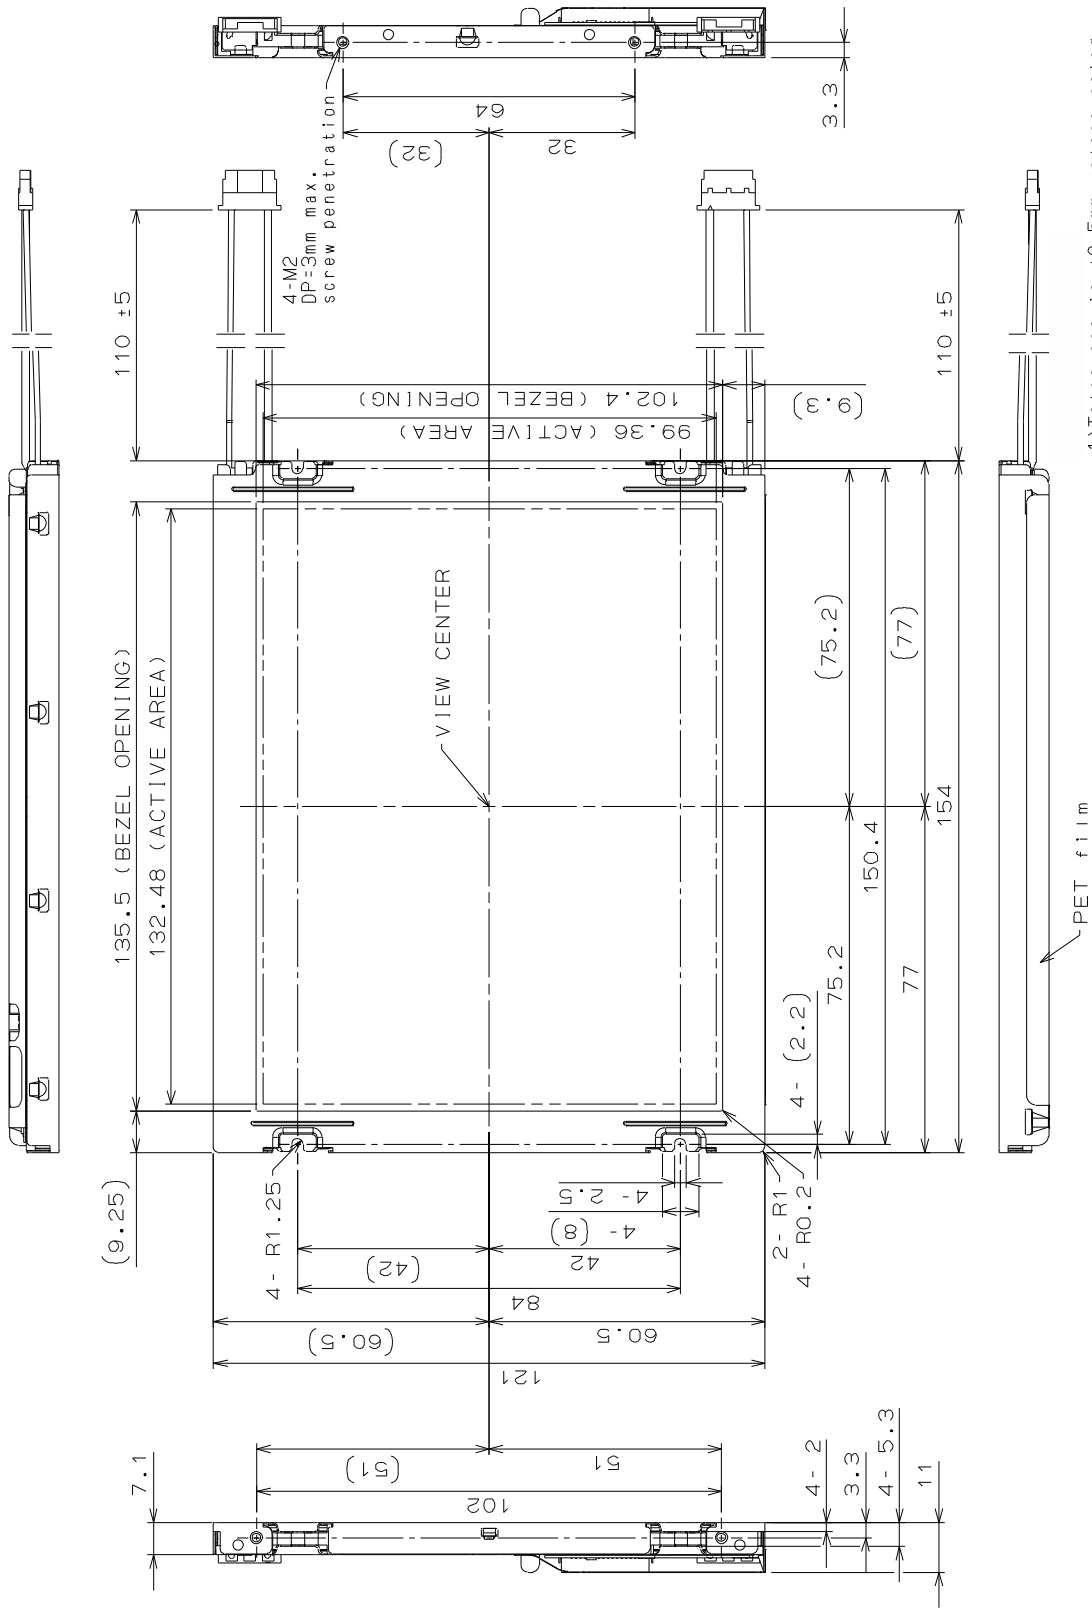 3.3
64
(32)
32
4-M2
DP=3mm max.
screw penetration
110 ±5
110 ±5
102.4 (BEZEL OPENING)
99.36 (ACTIVE AREA)
(9.3)
135.5 (BEZEL OPENING)
132.48 (ACTIVE AREA)
VIEW CENTER
(75.2)
(77)
154
150.4
75.2
77
4- (2.2)
PET film
(9.25)
4- R1.25
4- 2.5
4- (8)
2- R1
4- R0.2
(42)
42
84
(60.5)
60.5
121
7.1
(51)
51
102
4- 2
3.3
4- 5.3
11